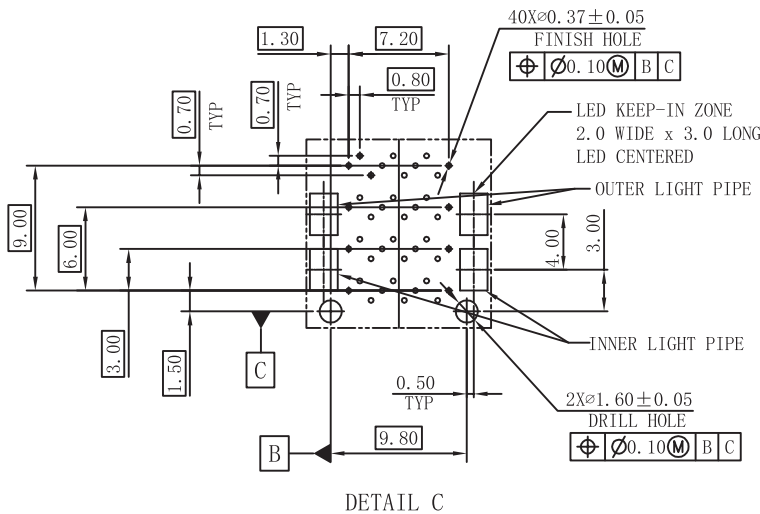 40X⌀0.37±0.05
FINISH HOLE
⌖ ⌀0.10Ⓜ B C
1.30
7.20
0.80
TYP
0.70
TYP
0.70
TYP
LED KEEP-IN ZONE
2.0 WIDE x 3.0 LONG
LED CENTERED
OUTER LIGHT PIPE
9.00
6.00
3.00
1.50
4.00
3.00
C
INNER LIGHT PIPE
0.50
TYP
2X⌀1.60±0.05
DRILL HOLE
⌖ ⌀0.10Ⓜ B C
B
9.80
DETAIL C